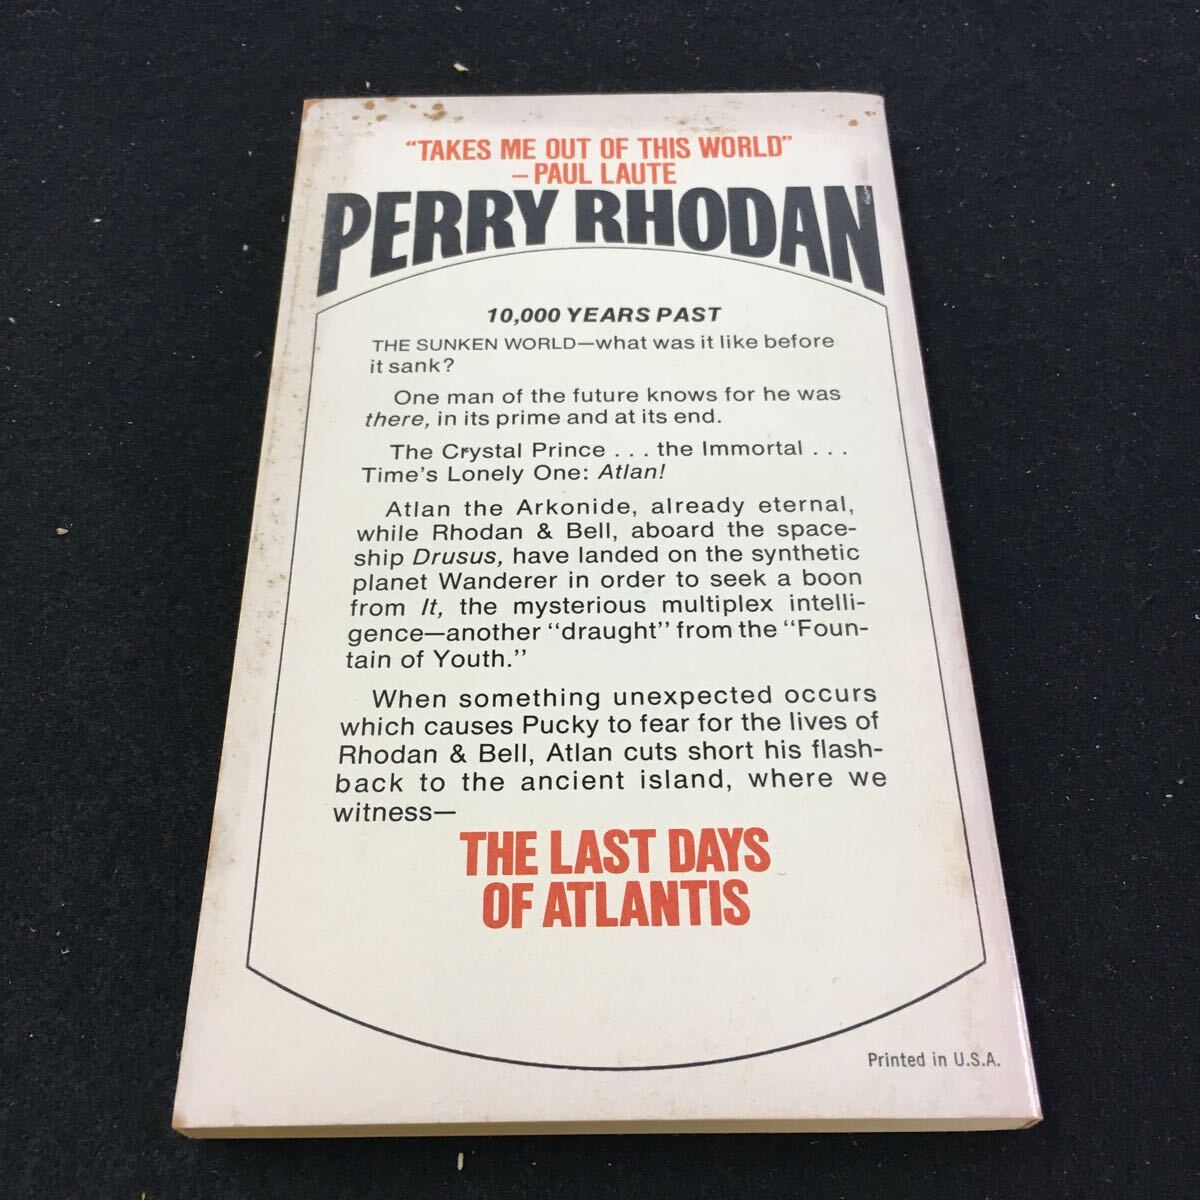 “TAKES ME OUT OF THIS WORLD”
– PAUL LAUTE
PERRY RHODAN
10,000 YEARS PAST
THE SUNKEN WORLD—what was it like before
it sank?
One man of the future knows for he was
there, in its prime and at its end.
The Crystal Prince . . . the Immortal . . .
Time's Lonely One: Atlan!
Atlan the Arkonide, already eternal,
while Rhodan & Bell, aboard the space-
ship Drusus, have landed on the synthetic
planet Wanderer in order to seek a boon
from It, the mysterious multiplex intelli-
gence—another ‘‘draught’’ from the ‘‘Foun-
tain of Youth.’’
When something unexpected occurs
which causes Pucky to fear for the lives of
Rhodan & Bell, Atlan cuts short his flash-
back to the ancient island, where we
witness—
THE LAST DAYS
OF ATLANTIS
Printed in U.S.A.